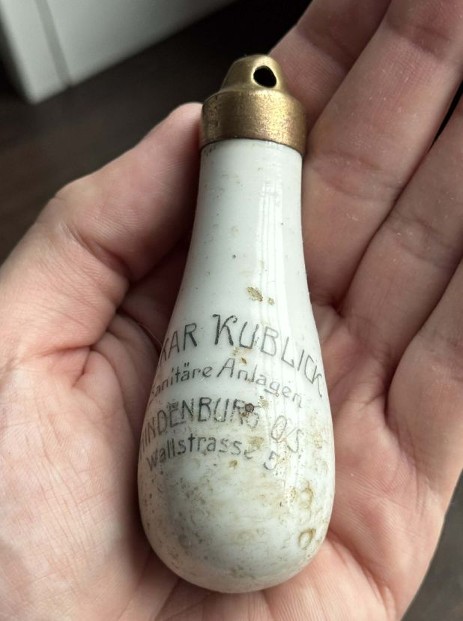 KAR KUBLICK
anitäre Anlagen
INDENBURG O.S.
Wallstrasse 5